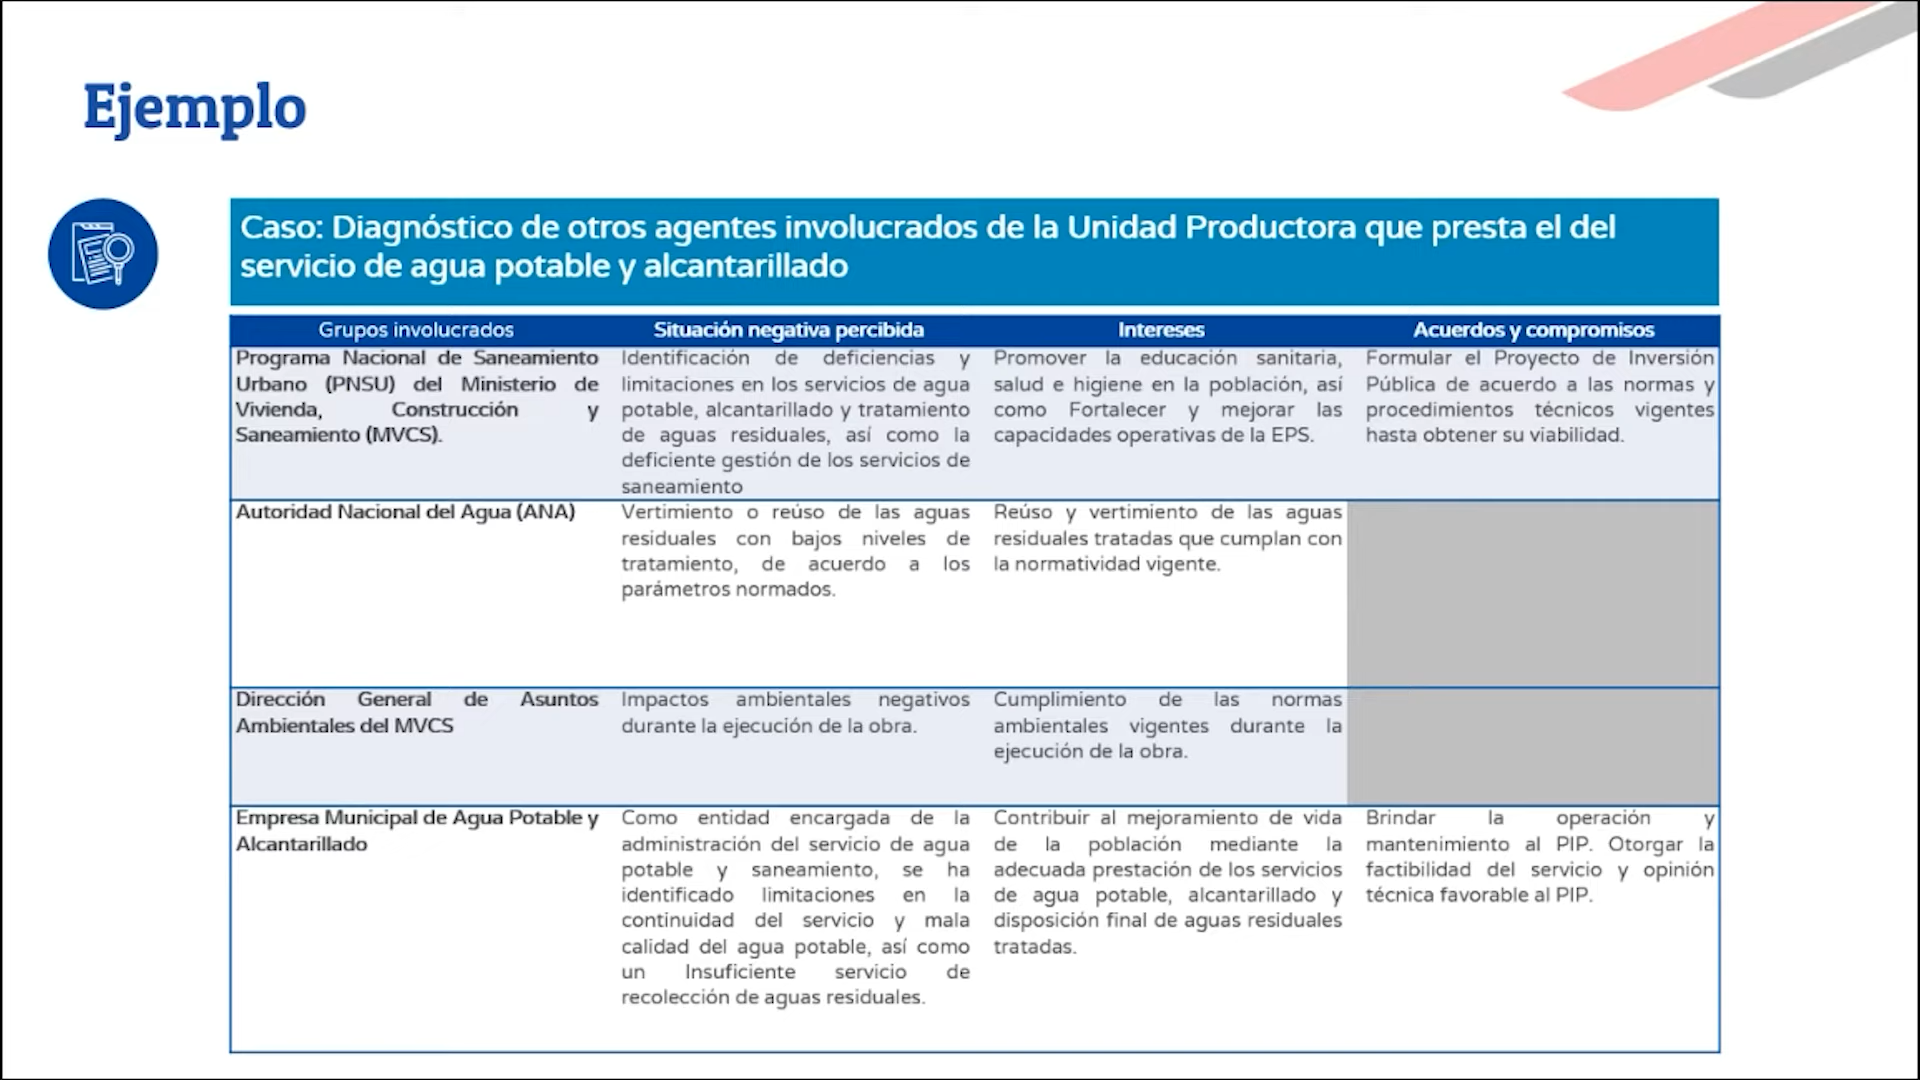 Ejemplo
Caso: Diagnóstico de otros agentes involucrados de la Unidad Productora que presta el del
servicio de agua potable y alcantarillado
Grupos involucrados
Situación negativa percibida
Intereses
Acuerdos y compromisos
Programa Nacional de Saneamiento
Urbano (PNSU) del Ministerio de
Vivienda, Construcción y
Saneamiento (MVCS).
Identificación de deficiencias y
limitaciones en los servicios de agua
potable, alcantarillado y tratamiento
de aguas residuales, así como la
deficiente gestión de los servicios de
saneamiento
Promover la educación sanitaria,
salud e higiene en la población, así
como Fortalecer y mejorar las
capacidades operativas de la EPS.
Formular el Proyecto de Inversión
Pública de acuerdo a las normas y
procedimientos técnicos vigentes
hasta obtener su viabilidad.
Autoridad Nacional del Agua (ANA)
Vertimiento o reúso de las aguas
residuales con bajos niveles de
tratamiento, de acuerdo a los
parámetros normados.
Reúso y vertimiento de las aguas
residuales tratadas que cumplan con
la normatividad vigente.
Dirección General de Asuntos
Ambientales del MVCS
Impactos ambientales negativos
durante la ejecución de la obra.
Cumplimiento de las normas
ambientales vigentes durante la
ejecución de la obra.
Empresa Municipal de Agua Potable y
Alcantarillado
Como entidad encargada de la
administración del servicio de agua
potable y saneamiento, se ha
identificado limitaciones en la
continuidad del servicio y mala
calidad del agua potable, así como
un Insuficiente servicio de
recolección de aguas residuales.
Contribuir al mejoramiento de vida
de la población mediante la
adecuada prestación de los servicios
de agua potable, alcantarillado y
disposición final de aguas residuales
tratadas.
Brindar la operación y
mantenimiento al PIP. Otorgar la
factibilidad del servicio y opinión
técnica favorable al PIP.